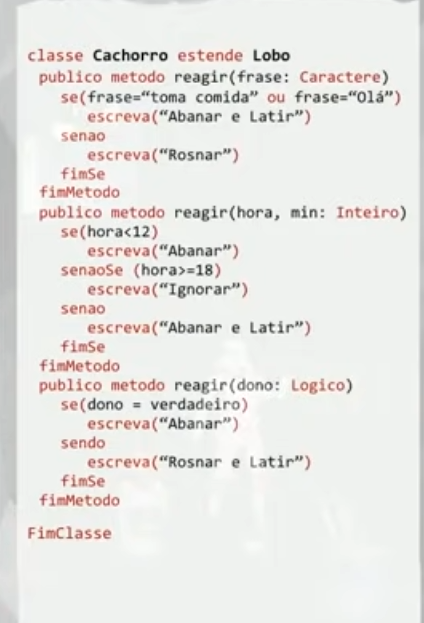 classe Cachorro estende Lobo
publico metodo reagir(frase: Caractere)
se(frase=“toma comida” ou frase=“Olá”)
escreva(“Abanar e Latir”)
senao
escreva(“Rosnar”)
fimSe
fimMetodo
publico metodo reagir(hora, min: Inteiro)
se(hora<12)
escreva(“Abanar”)
senaoSe (hora>=18)
escreva(“Ignorar”)
senao
escreva(“Abanar e Latir”)
fimSe
fimMetodo
publico metodo reagir(dono: Logico)
se(dono = verdadeiro)
escreva(“Abanar”)
sendo
escreva(“Rosnar e Latir”)
fimSe
fimMetodo
FimClasse